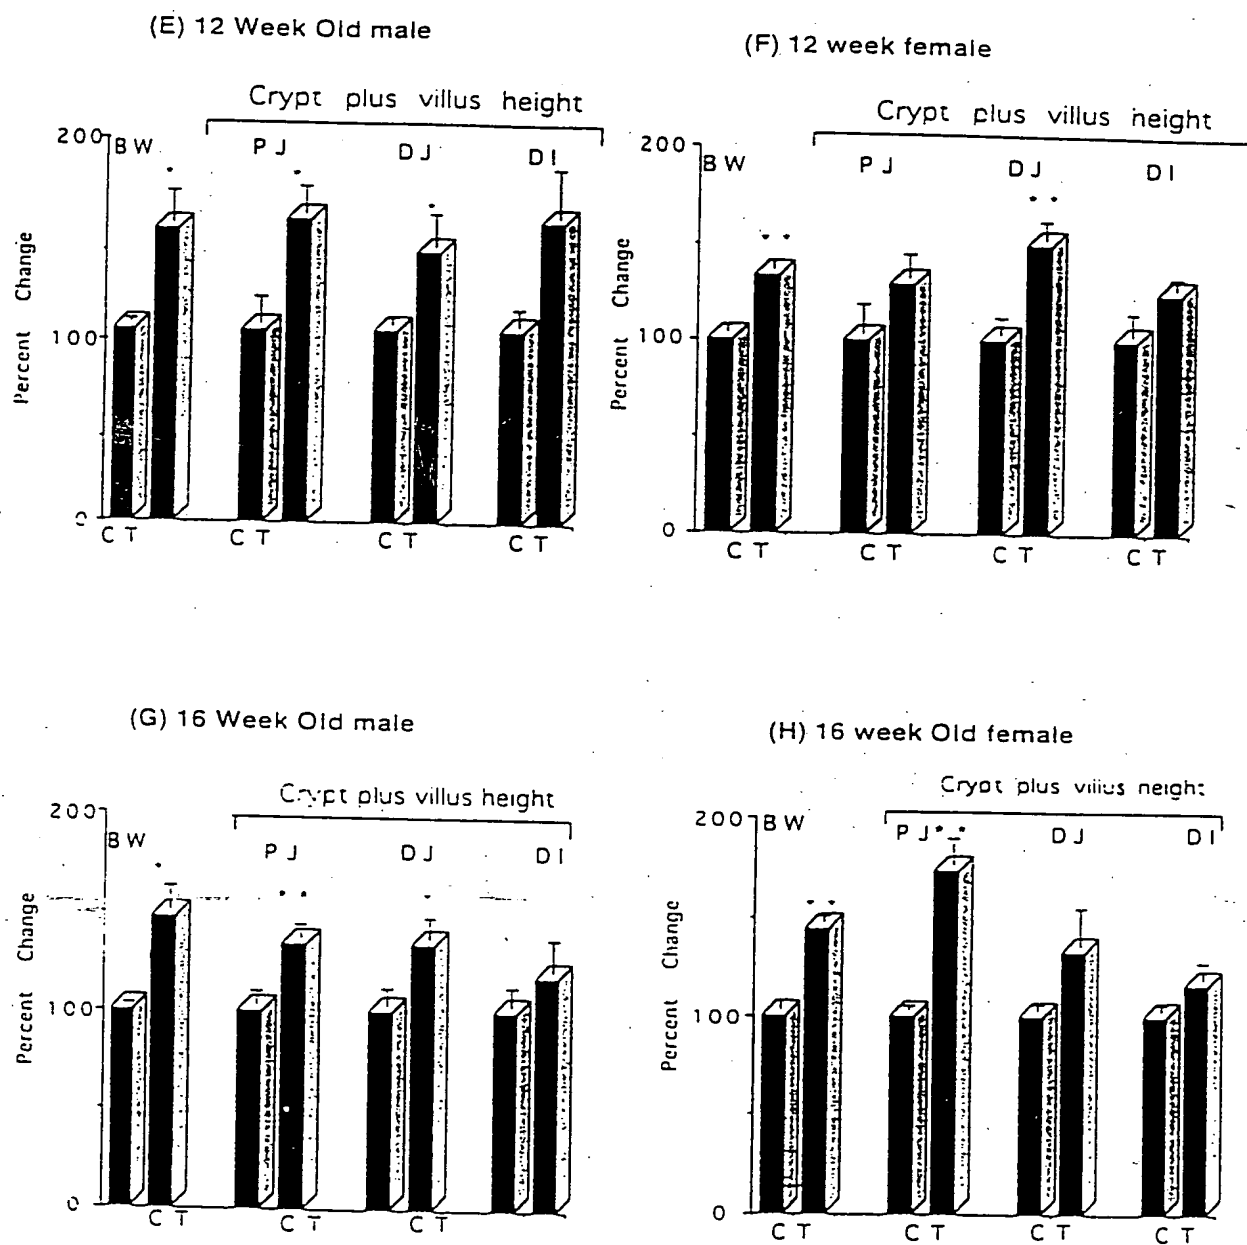 (E) 12 Week Old male
Crypt plus villus height
200
BW
PJ
DJ
DI
Percent Change
100
0
C T
C T
C T
C T
(F) 12 week female
Crypt plus villus height
200
BW
PJ
DJ
DI
Percent Change
100
0
C T
C T
C T
C T
(G) 16 Week Old male
Crypt plus villus height
200
BW
PJ
DJ
DI
Percent Change
100
0
C T
C T
C T
C T
(H) 16 week Old female
Crypt plus villus height
200
BW
PJ
DJ
DI
Percent Change
100
0
C T
C T
C T
C T